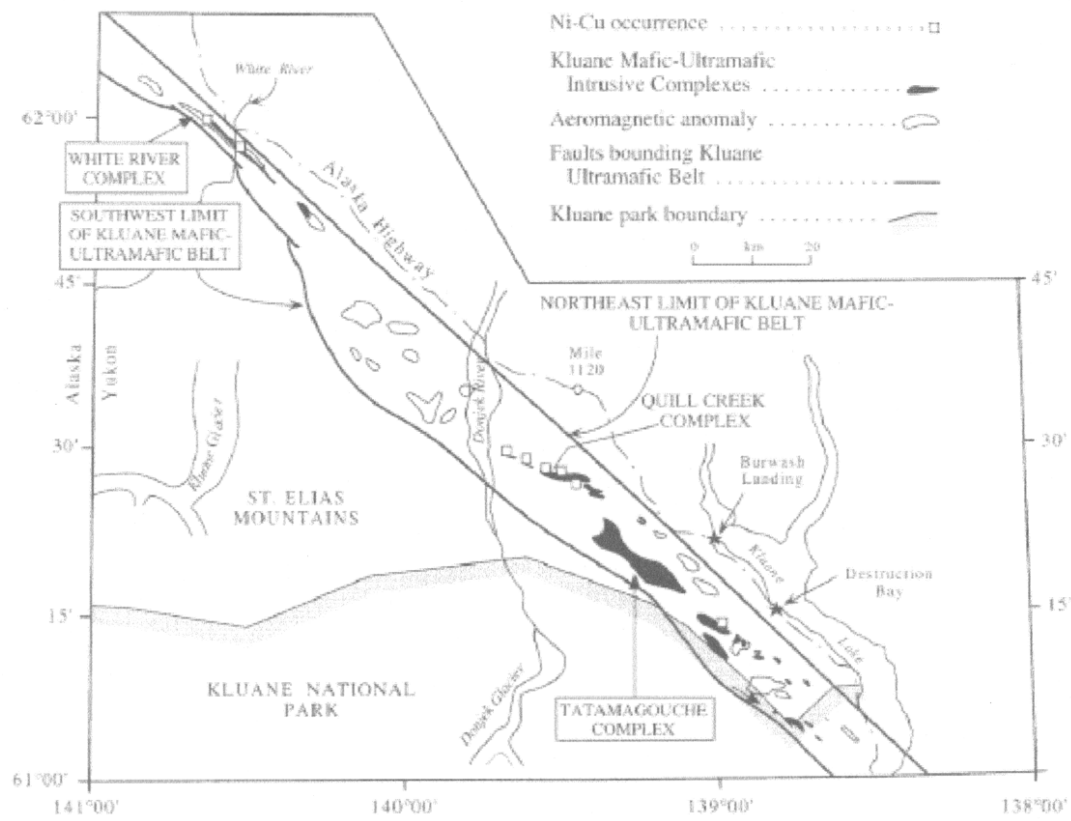 Ni-Cu occurrence
Kluane Mafic-Ultramafic
Intrusive Complexes
Aeromagnetic anomaly
Faults bounding Kluane
Ultramafic Belt
Kluane park boundary
0 km 20
White River
62°00'
WHITE RIVER
COMPLEX
SOUTHWEST LIMIT
OF KLUANE MAFIC-
ULTRAMAFIC BELT
Alaska Highway
45'
45'
NORTHEAST LIMIT OF KLUANE MAFIC-
ULTRAMAFIC BELT
Alaska
Yukon
Mile
1120
Donjek River
QUILL CREEK
COMPLEX
Kluane Glacier
30'
30'
Burwash
Landing
ST. ELIAS
MOUNTAINS
Kluane
Lake
Destruction
Bay
15'
15'
KLUANE NATIONAL
PARK
Donjek Glacier
TATAMAGOUCHE
COMPLEX
61°00'
141°00'
140°00'
139°00'
138°00'